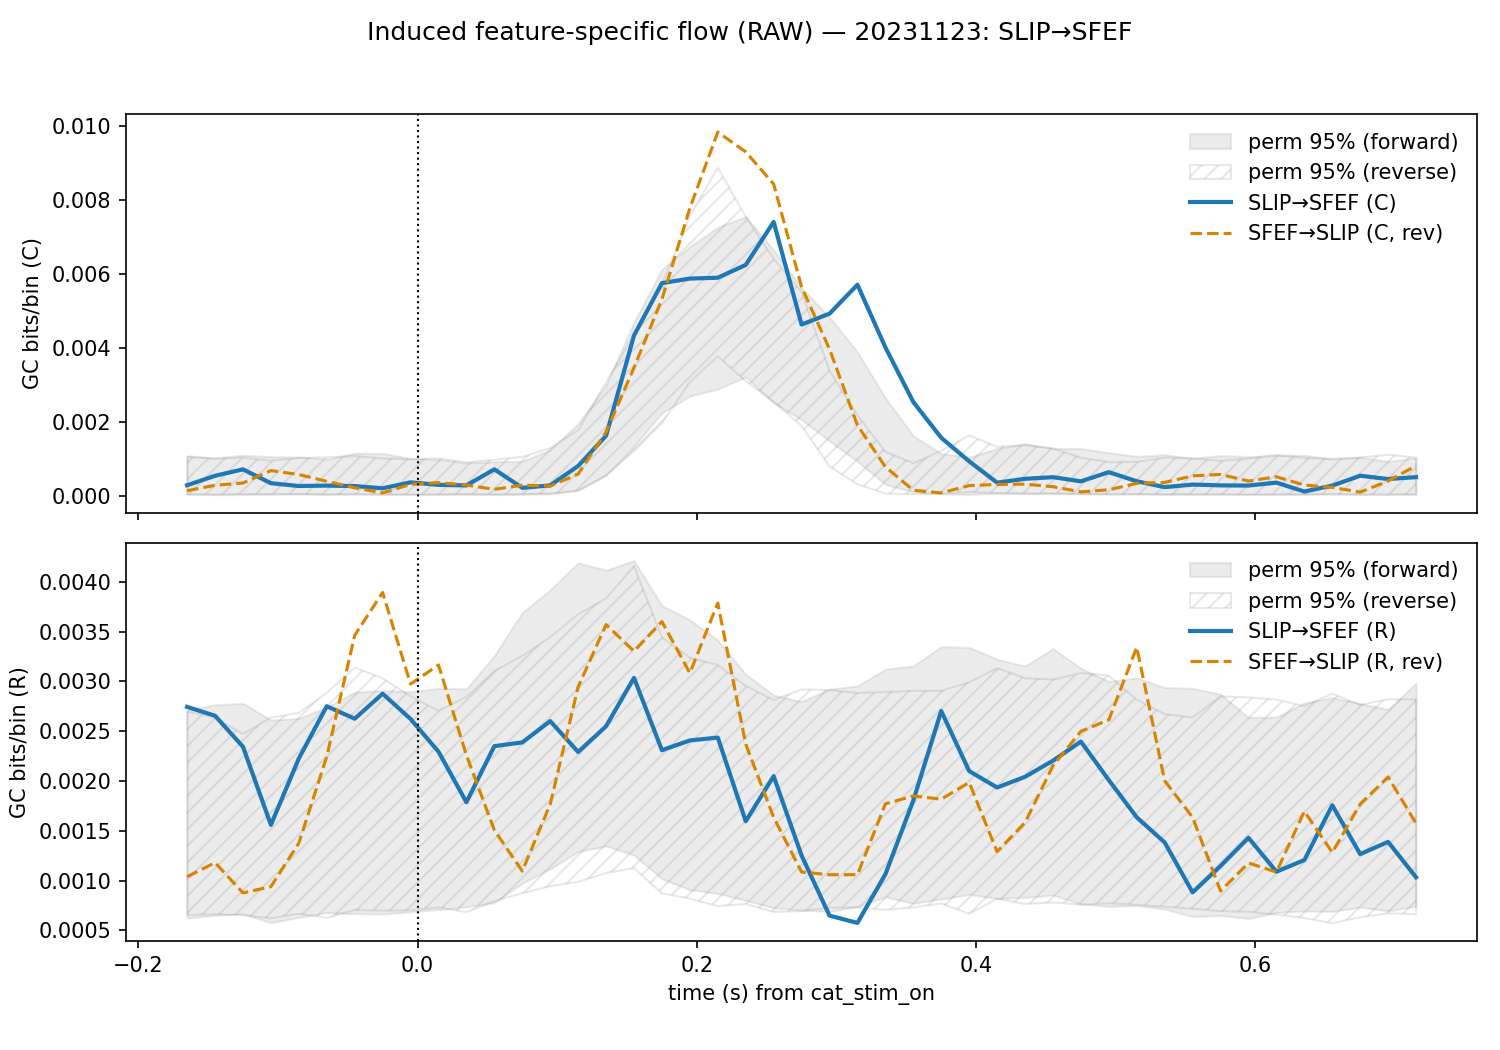 Induced feature-specific flow (RAW) — 20231123: SLIP→SFEF
GC bits/bin (C)
0.010
0.008
0.006
0.004
0.002
0.000
perm 95% (forward)
perm 95% (reverse)
SLIP→SFEF (C)
SFEF→SLIP (C, rev)
GC bits/bin (R)
0.0040
0.0035
0.0030
0.0025
0.0020
0.0015
0.0010
0.0005
perm 95% (forward)
perm 95% (reverse)
SLIP→SFEF (R)
SFEF→SLIP (R, rev)
−0.2
0.0
0.2
0.4
0.6
time (s) from cat_stim_on